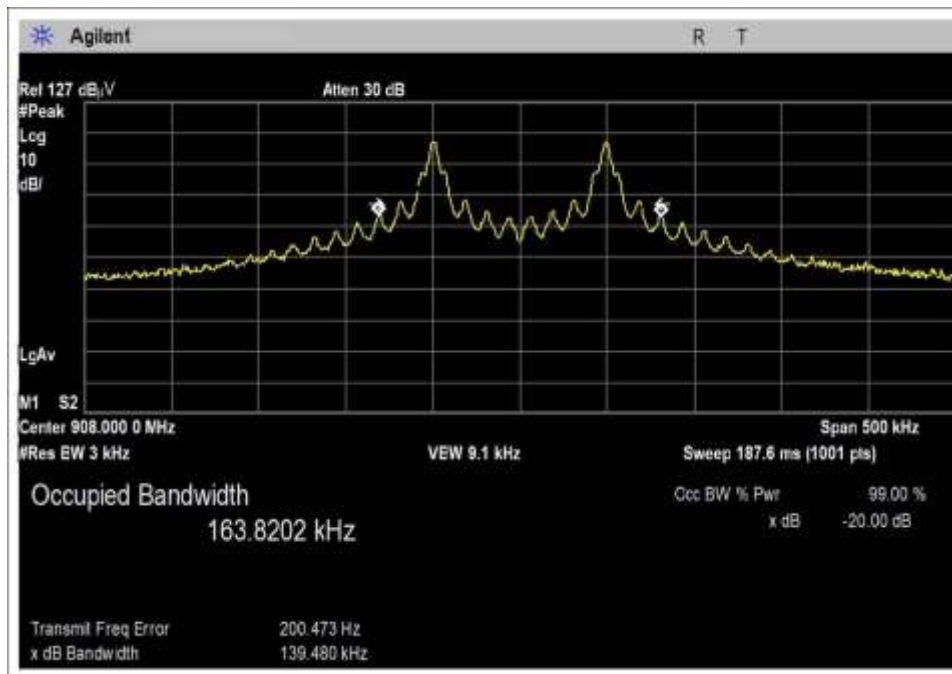 Agilent R T
Ref 127 dBµV Atten 30 dB
#Peak
Log
10
dB/
LgAv
M1 S2
Center 908.000 0 MHz Span 500 kHz
#Res BW 3 kHz VBW 9.1 kHz Sweep 187.6 ms (1001 pts)
Occupied Bandwidth Occ BW % Pwr 99.00 %
163.8202 kHz x dB -20.00 dB
Transmit Freq Error 200.473 Hz
x dB Bandwidth 139.480 kHz